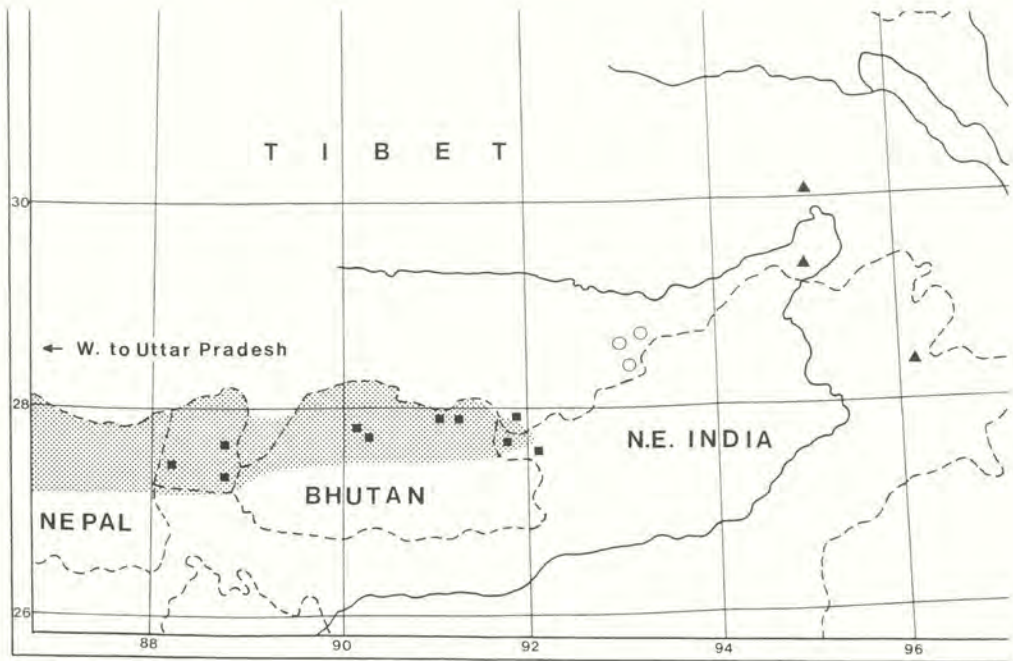 T I B E T
30
← W. to Uttar Pradesh
28
N.E. INDIA
BHUTAN
NEPAL
26
88 90 92 94 96